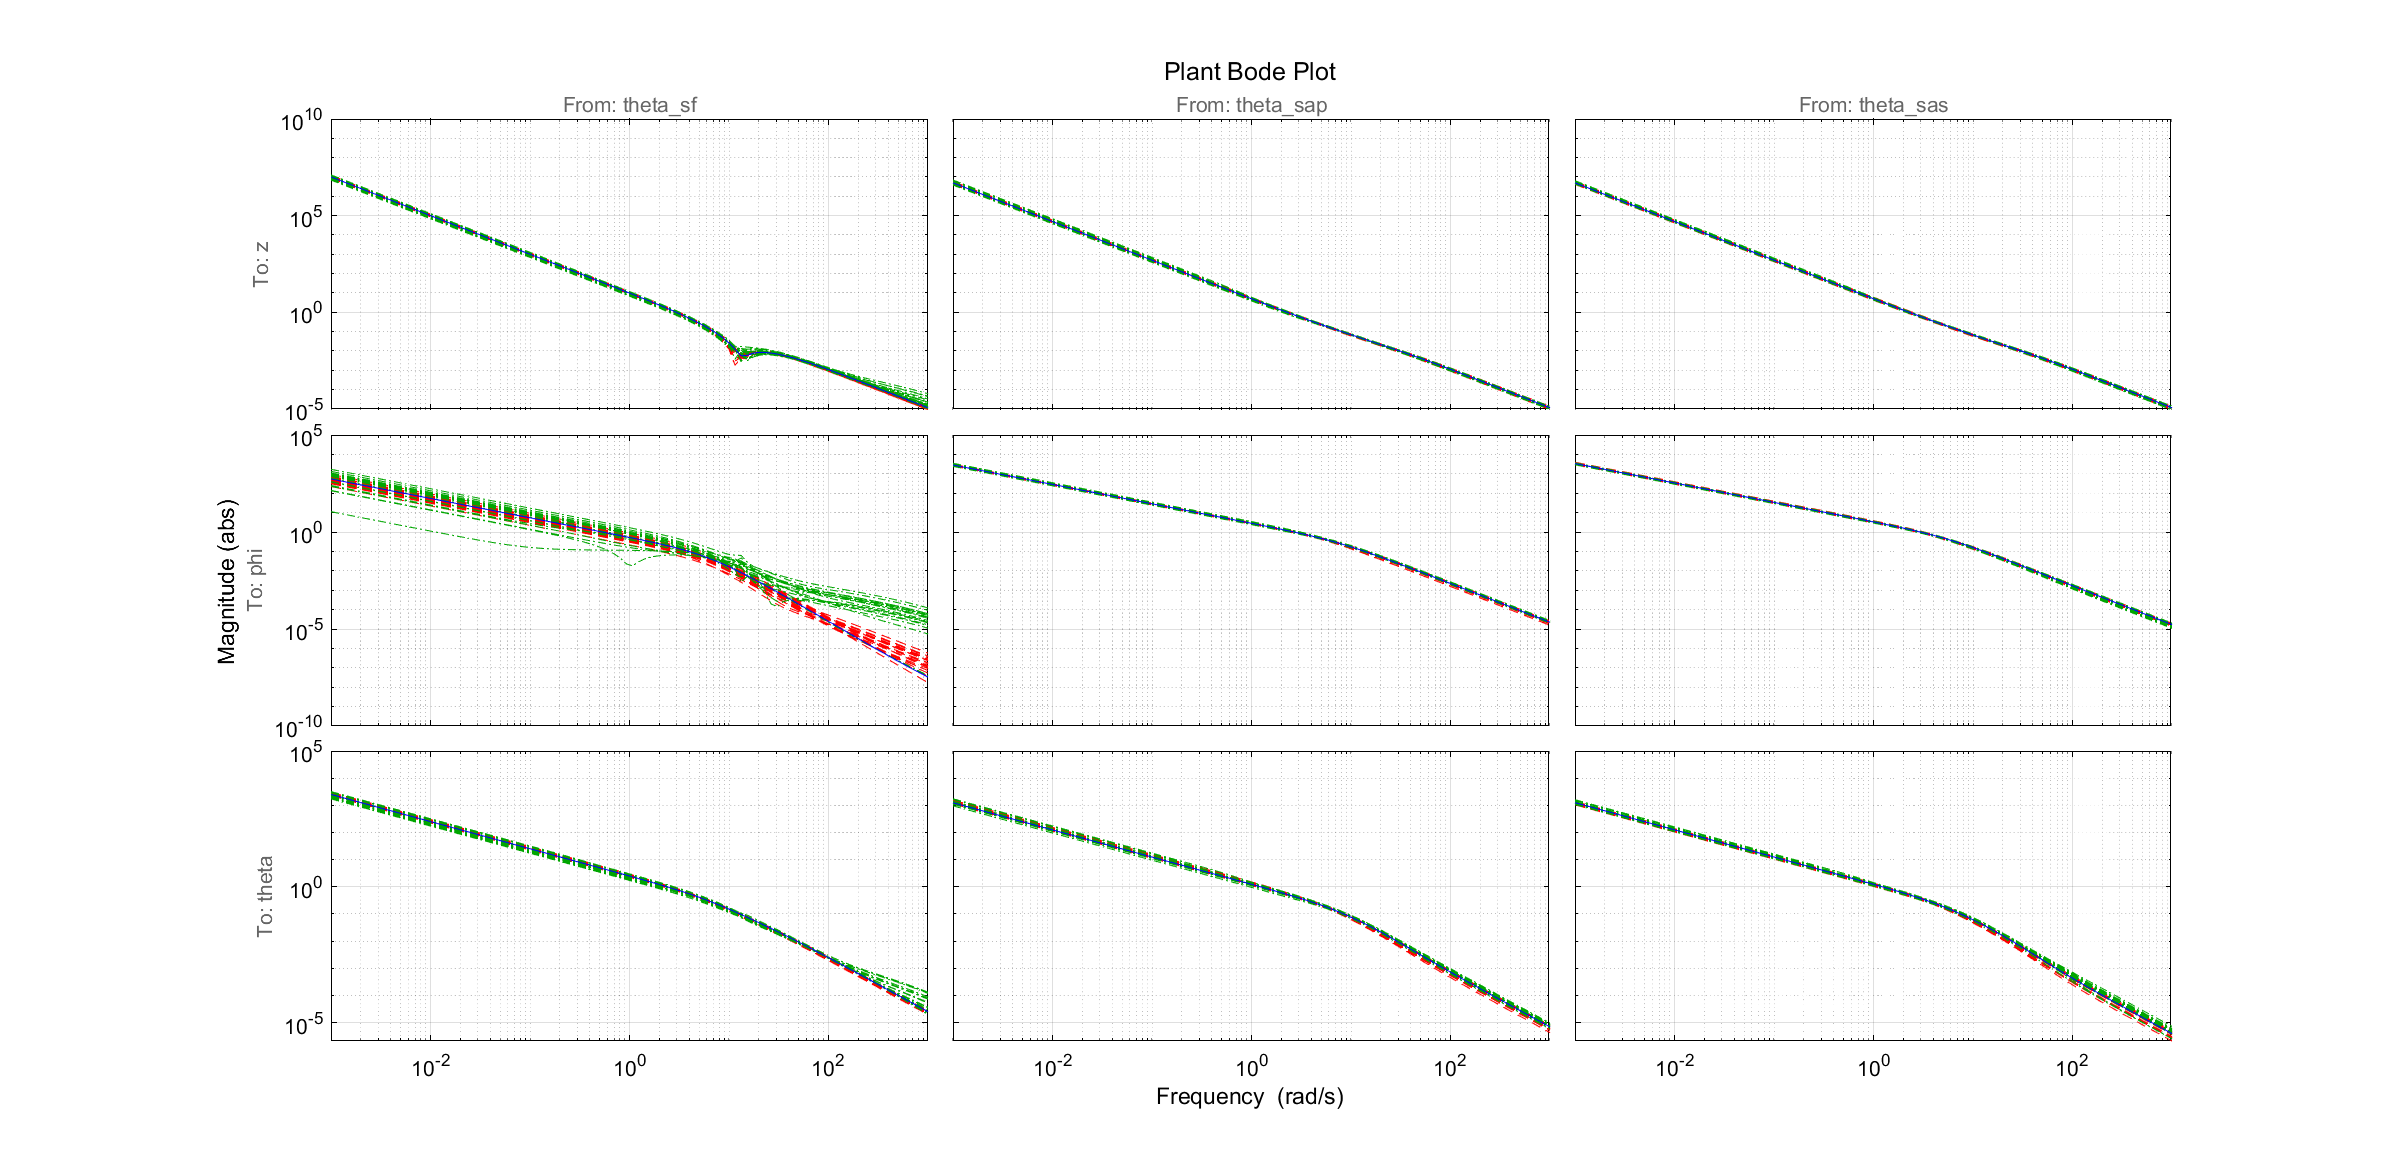 Plant Bode Plot
From: theta_sf
From: theta_sap
From: theta_sas
10^10
10^5
10^0
10^-5
To: z
10^5
10^0
10^-5
10^-10
To: phi
Magnitude (abs)
10^5
10^0
10^-5
To: theta
10^-2
10^0
10^2
10^-2
10^0
10^2
10^-2
10^0
10^2
Frequency (rad/s)